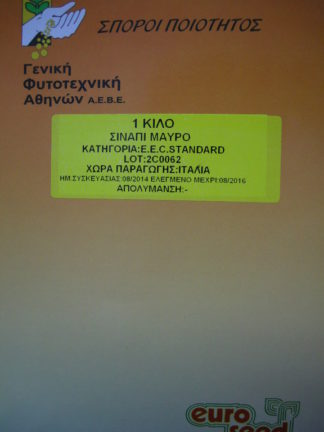 ΣΠΟΡΟΙ ΠΟΙΟΤΗΤΟΣ
Γενική
Φυτοτεχνική
Αθηνών Α.Ε.Β.Ε.
1 ΚΙΛΟ
ΣΙΝΑΠΙ ΜΑΥΡΟ
ΚΑΤΗΓΟΡΙΑ:E.E.C.STANDARD
LOT:2C0062
ΧΩΡΑ ΠΑΡΑΓΩΓΗΣ:ΙΤΑΛΙΑ
ΗΜ.ΣΥΣΚΕΥΑΣΙΑΣ:08/2014 ΕΛΕΓΜΕΝΟ ΜΕΧΡΙ:08/2016
ΑΠΟΛΥΜΑΝΣΗ:-
euro
seed